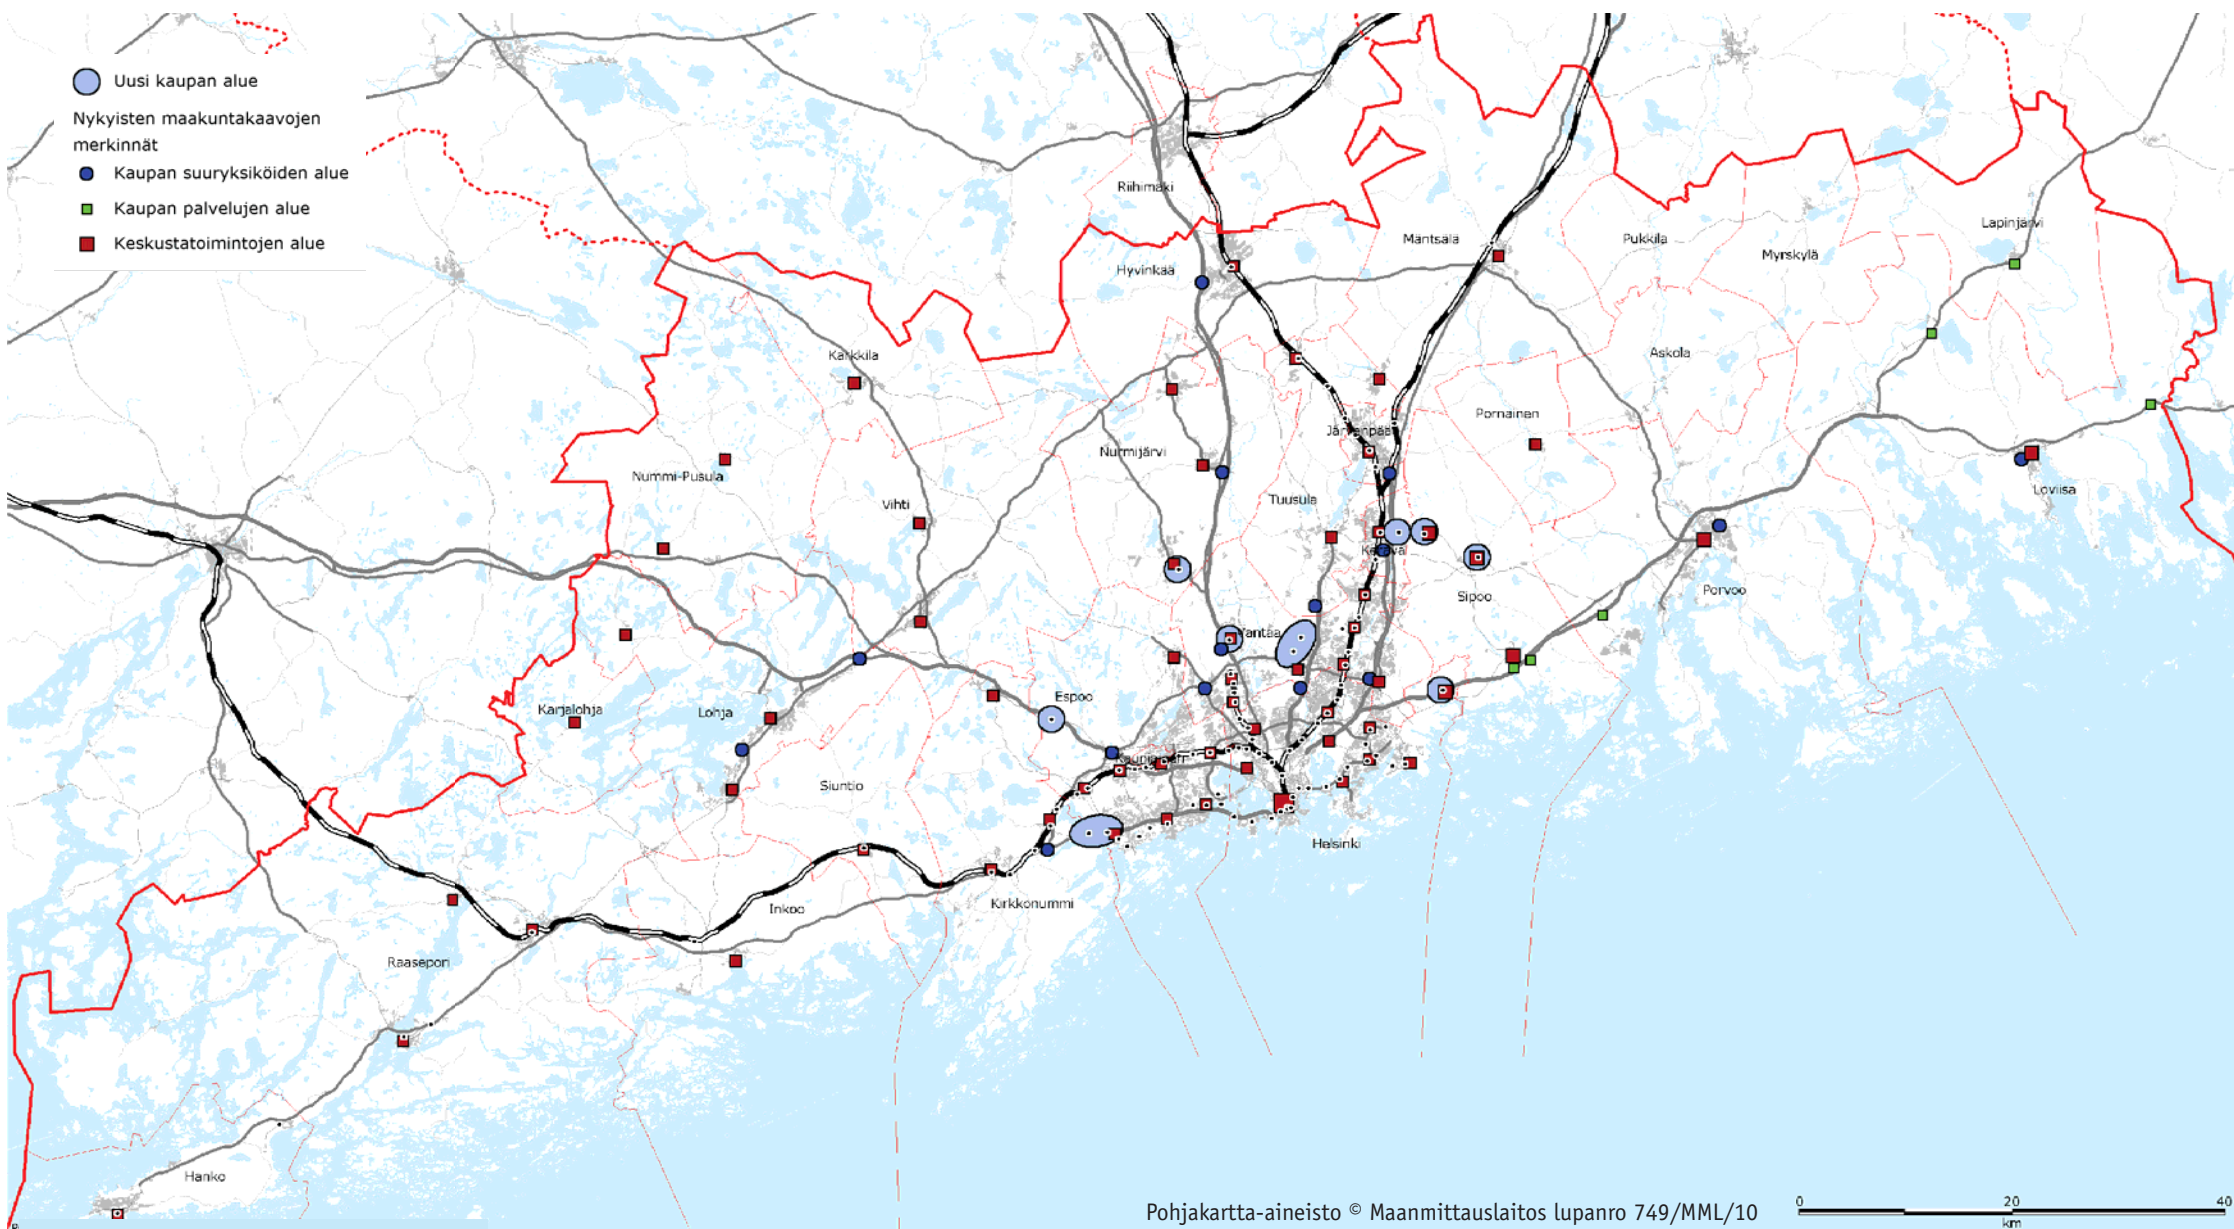 Uusi kaupan alue
Nykyisten maakuntakaavojen
merkinnät
Kaupan suuryksiköiden alue
Kaupan palvelujen alue
Keskustatoimintojen alue
Riihimäki
Lapinjärvi
Mäntsälä
Pukkila
Myrskylä
Hyvinkää
Karkkila
Askola
Pornainen
Järvenpää
Nurmijärvi
Nummi-Pusula
Loviisa
Tuusula
Vihti
Kerava
Porvoo
Sipoo
Vantaa
Espoo
Karjalohja
Lohja
Siuntio
Helsinki
Kirkkonummi
Inkoo
Raasepori
Hanko
Pohjakartta-aineisto © Maanmittauslaitos lupanro 749/MML/10
0 20 40
km